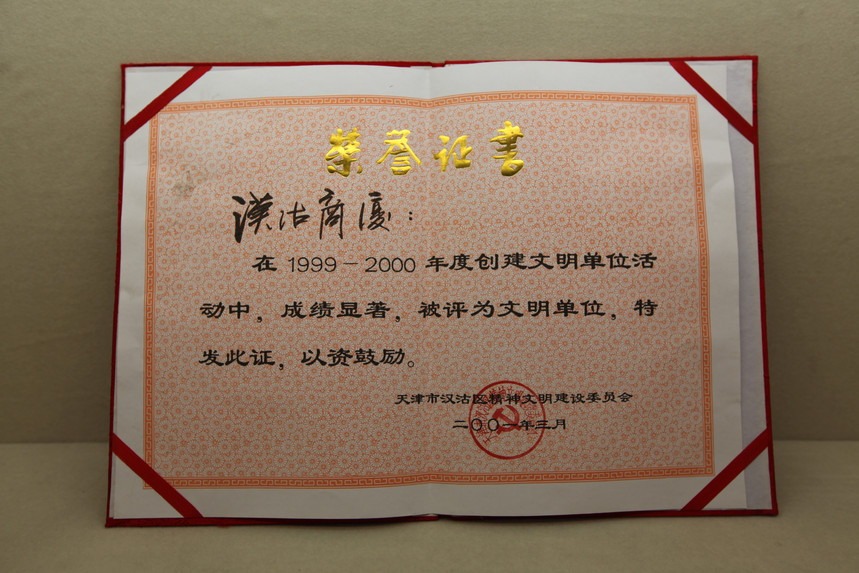 荣誉证书
漢沽商廈：
在 1999－2000 年度创建文明单位活
动中，成绩显著，被评为文明单位，特
发此证，以资鼓励。
天津市汉沽区精神文明建设委员会
二〇〇一年三月